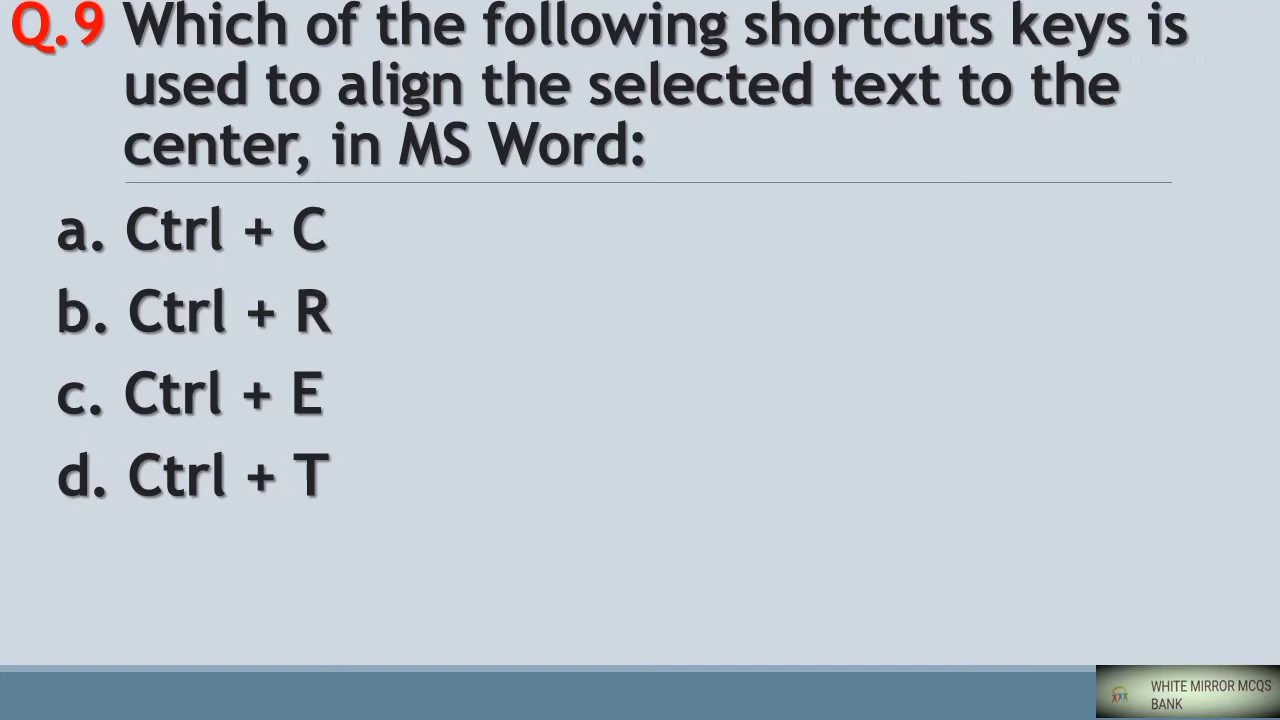 Q.9 Which of the following shortcuts keys is
used to align the selected text to the
center, in MS Word:
a. Ctrl + C
b. Ctrl + R
c. Ctrl + E
d. Ctrl + T
WHITE MIRROR MCQS
BANK